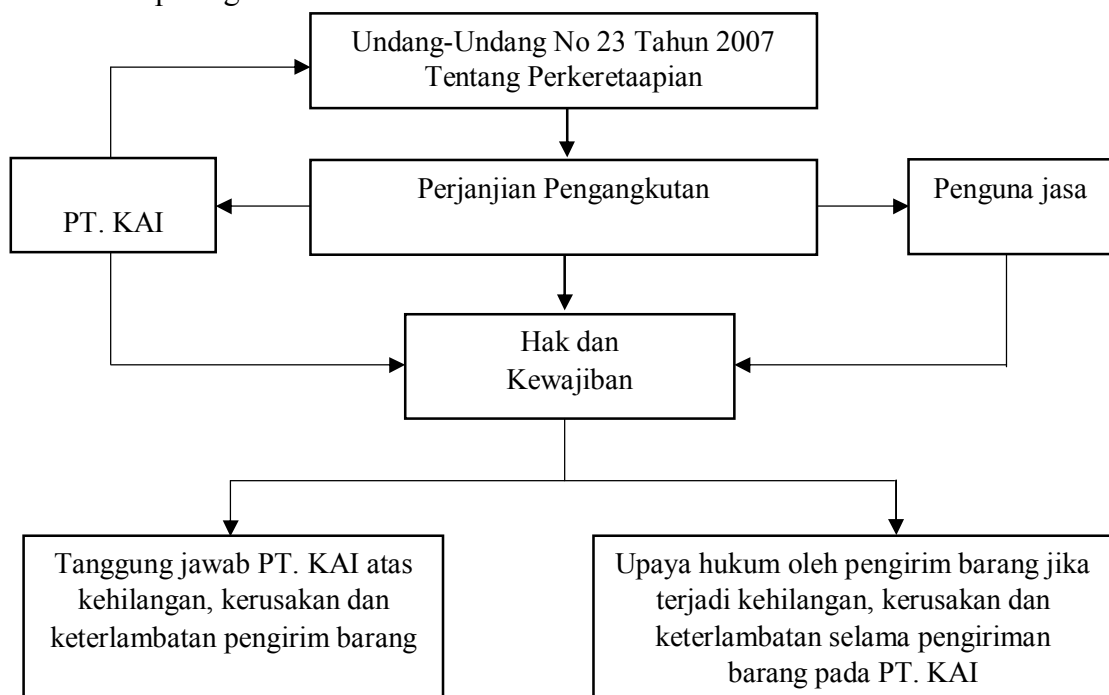 Undang-Undang No 23 Tahun 2007
Tentang Perkeretaapian
PT. KAI
Perjanjian Pengangkutan
Penguna jasa
Hak dan
Kewajiban
Tanggung jawab PT. KAI atas
kehilangan, kerusakan dan
keterlambatan pengirim barang
Upaya hukum oleh pengirim barang jika
terjadi kehilangan, kerusakan dan
keterlambatan selama pengiriman
barang pada PT. KAI